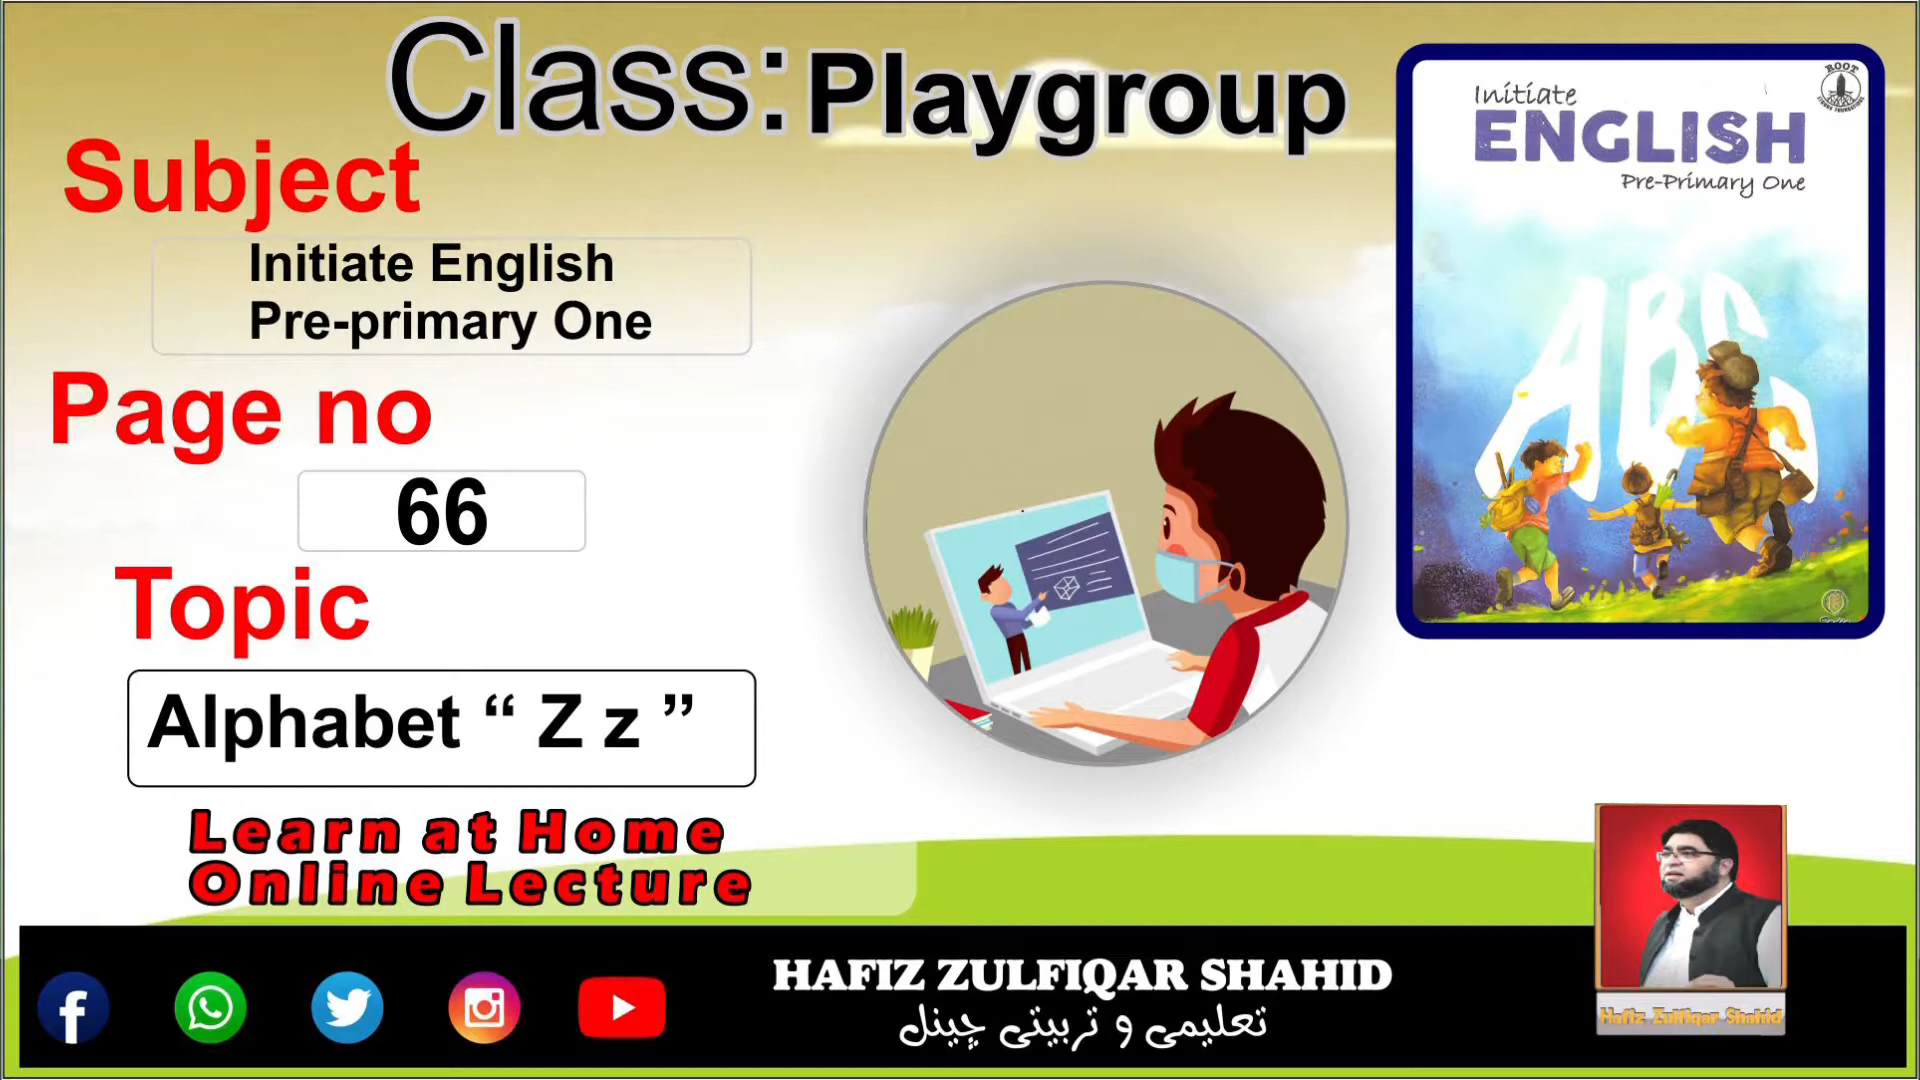 Class: Playgroup
Subject
Initiate English
Pre-primary One
Page no
66
Topic
Alphabet “ Z z ”
Learn at Home
Online Lecture
Initiate
ENGLISH
Pre-Primary One
ROOT
ABC
HAFIZ ZULFIQAR SHAHID
تعلیمی و تربیتی چینل
Hafiz Zulfiqar Shahid